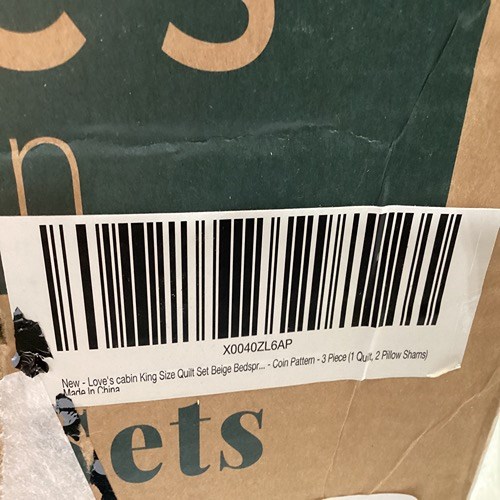 n
X0040ZL6AP
New - Love's cabin King Size Quilt Set Beige Bedspr... - Coin Pattern - 3 Piece (1 Quilt, 2 Pillow Shams)
Made In China
ets